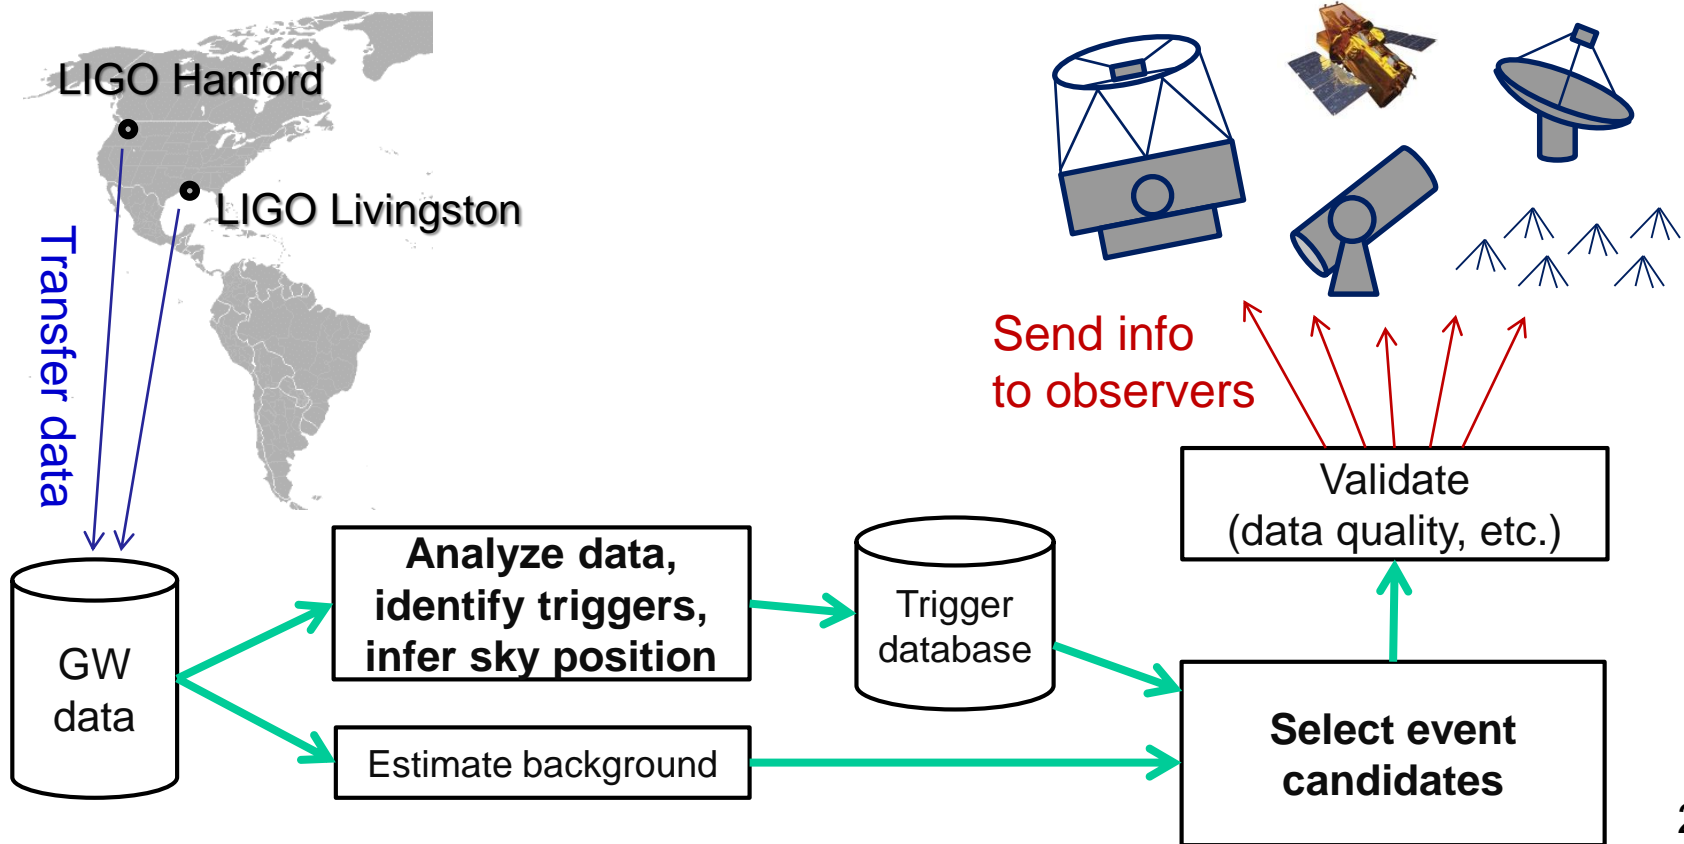 LIGO Hanford
LIGO Livingston
Transfer data
Send info
to observers
Validate
(data quality, etc.)
Analyze data,
identify triggers,
infer sky position
Trigger
database
GW
data
Estimate background
Select event
candidates